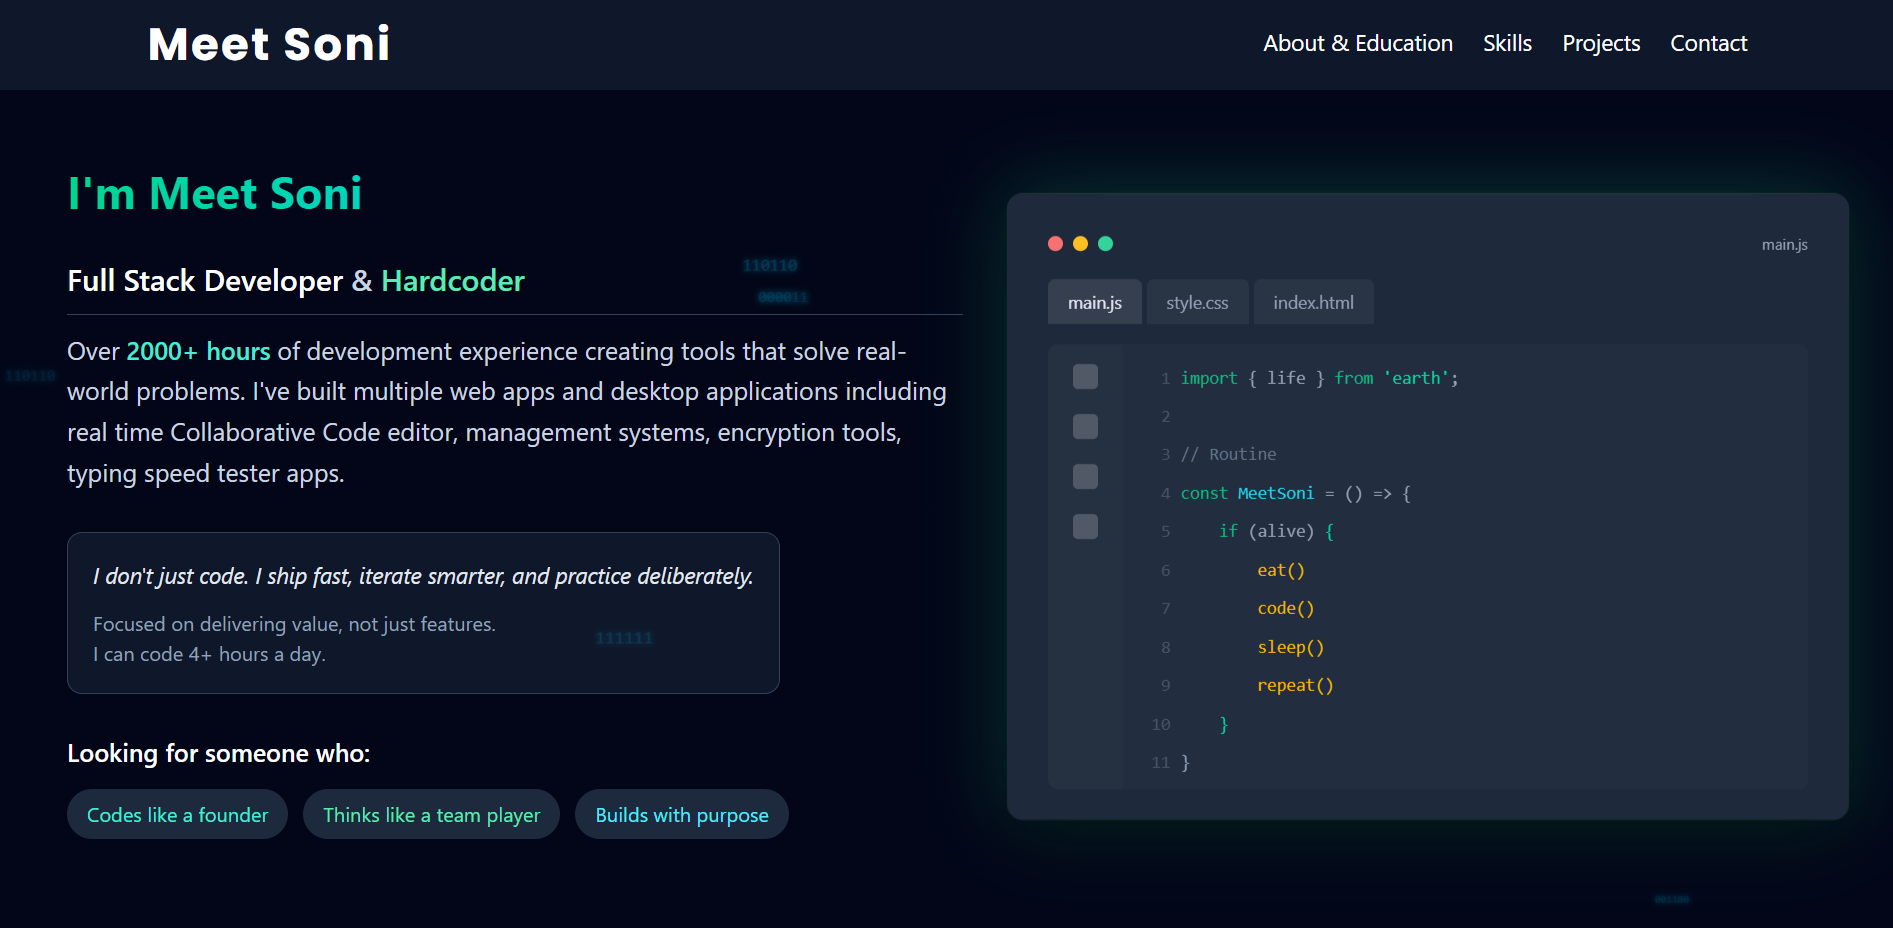 Meet Soni
About & Education
Skills
Projects
Contact
I'm Meet Soni
Full Stack Developer & Hardcoder
110110
000011
Over 2000+ hours of development experience creating tools that solve real-
world problems. I've built multiple web apps and desktop applications including
real time Collaborative Code editor, management systems, encryption tools,
typing speed tester apps.
110110
I don't just code. I ship fast, iterate smarter, and practice deliberately.
Focused on delivering value, not just features.
I can code 4+ hours a day.
111111
Looking for someone who:
Codes like a founder
Thinks like a team player
Builds with purpose
main.js
main.js
style.css
index.html
1 import { life } from 'earth';
2
3 // Routine
4 const MeetSoni = () => {
5 if (alive) {
6 eat()
7 code()
8 sleep()
9 repeat()
10 }
11 }